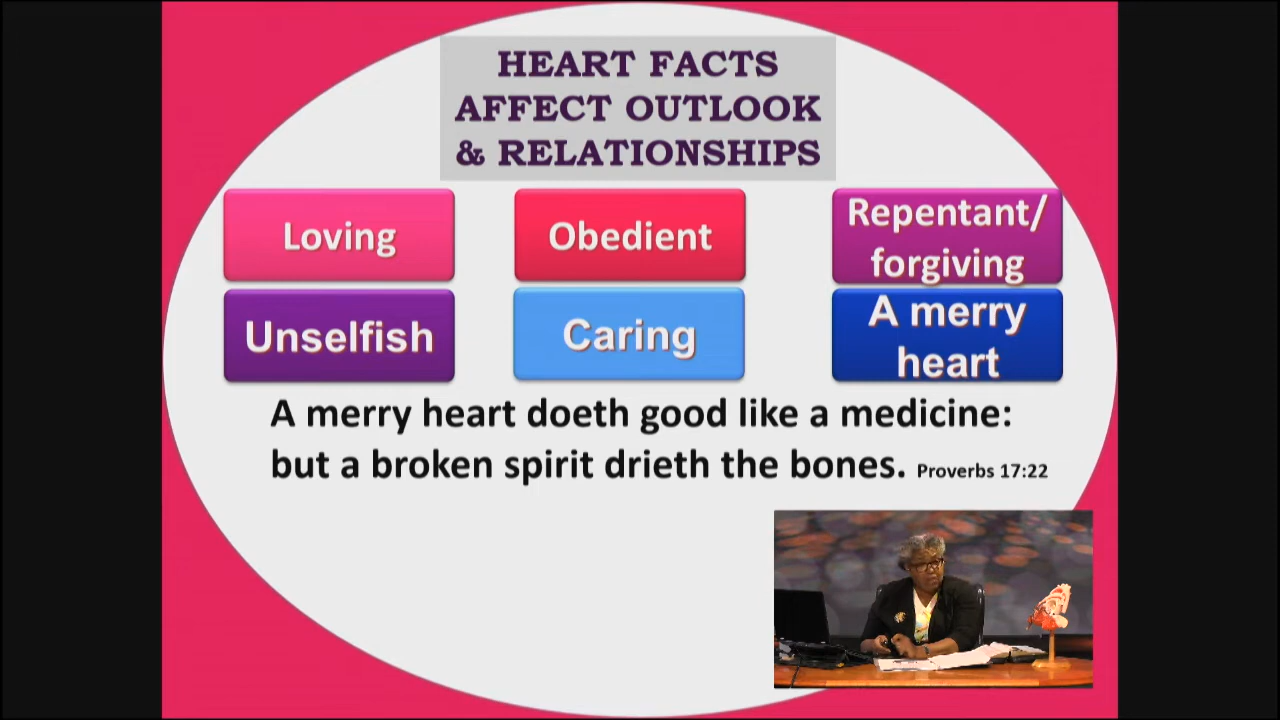 HEART FACTS
AFFECT OUTLOOK
& RELATIONSHIPS
Loving
Obedient
Repentant/
forgiving
Unselfish
Caring
A merry
heart
A merry heart doeth good like a medicine:
but a broken spirit drieth the bones. Proverbs 17:22